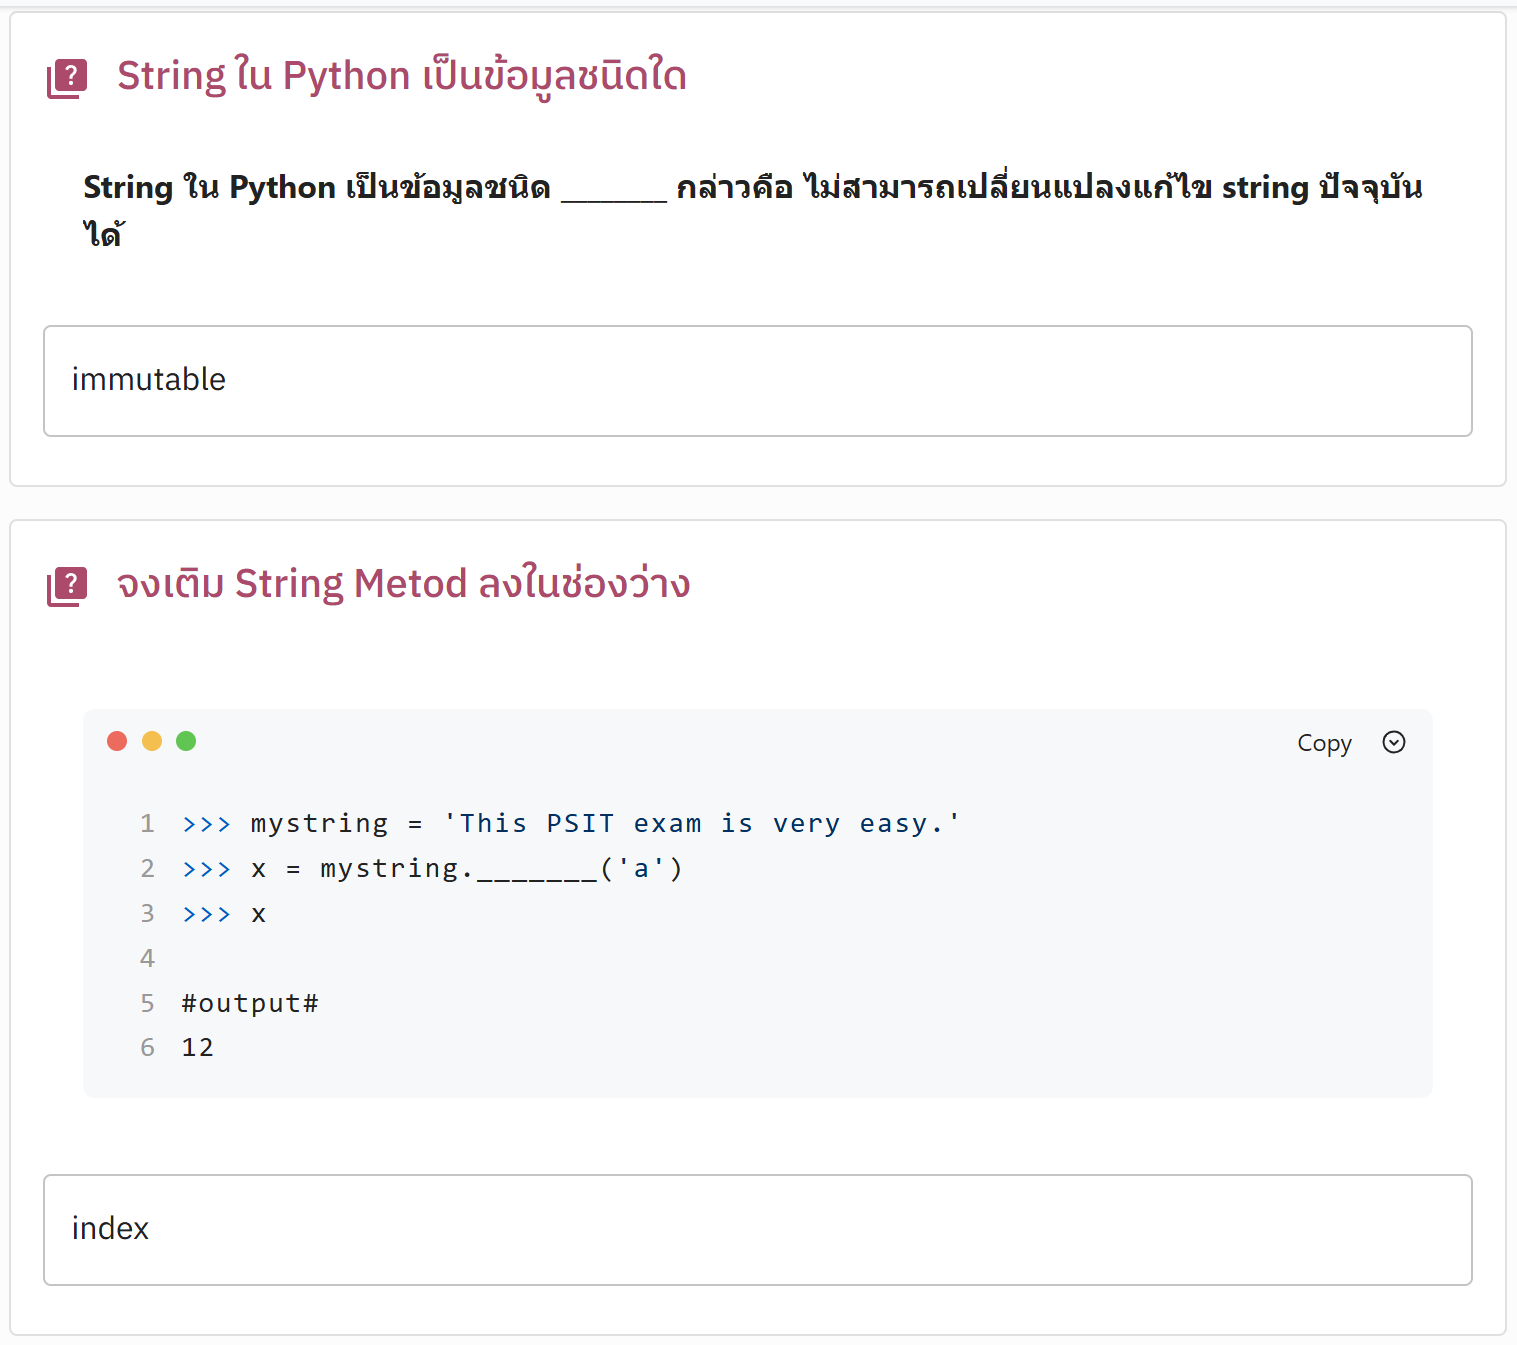 String ใน Python เป็นข้อมูลชนิดใด
String ใน Python เป็นข้อมูลชนิด ________ กล่าวคือ ไม่สามารถเปลี่ยนแปลงแก้ไข string ปัจจุบัน
ได้
immutable
จงเติม String Metod ลงในช่องว่าง
Copy
1 >>> mystring = 'This PSIT exam is very easy.'
2 >>> x = mystring._______('a')
3 >>> x
4
5 #output#
6 12
index